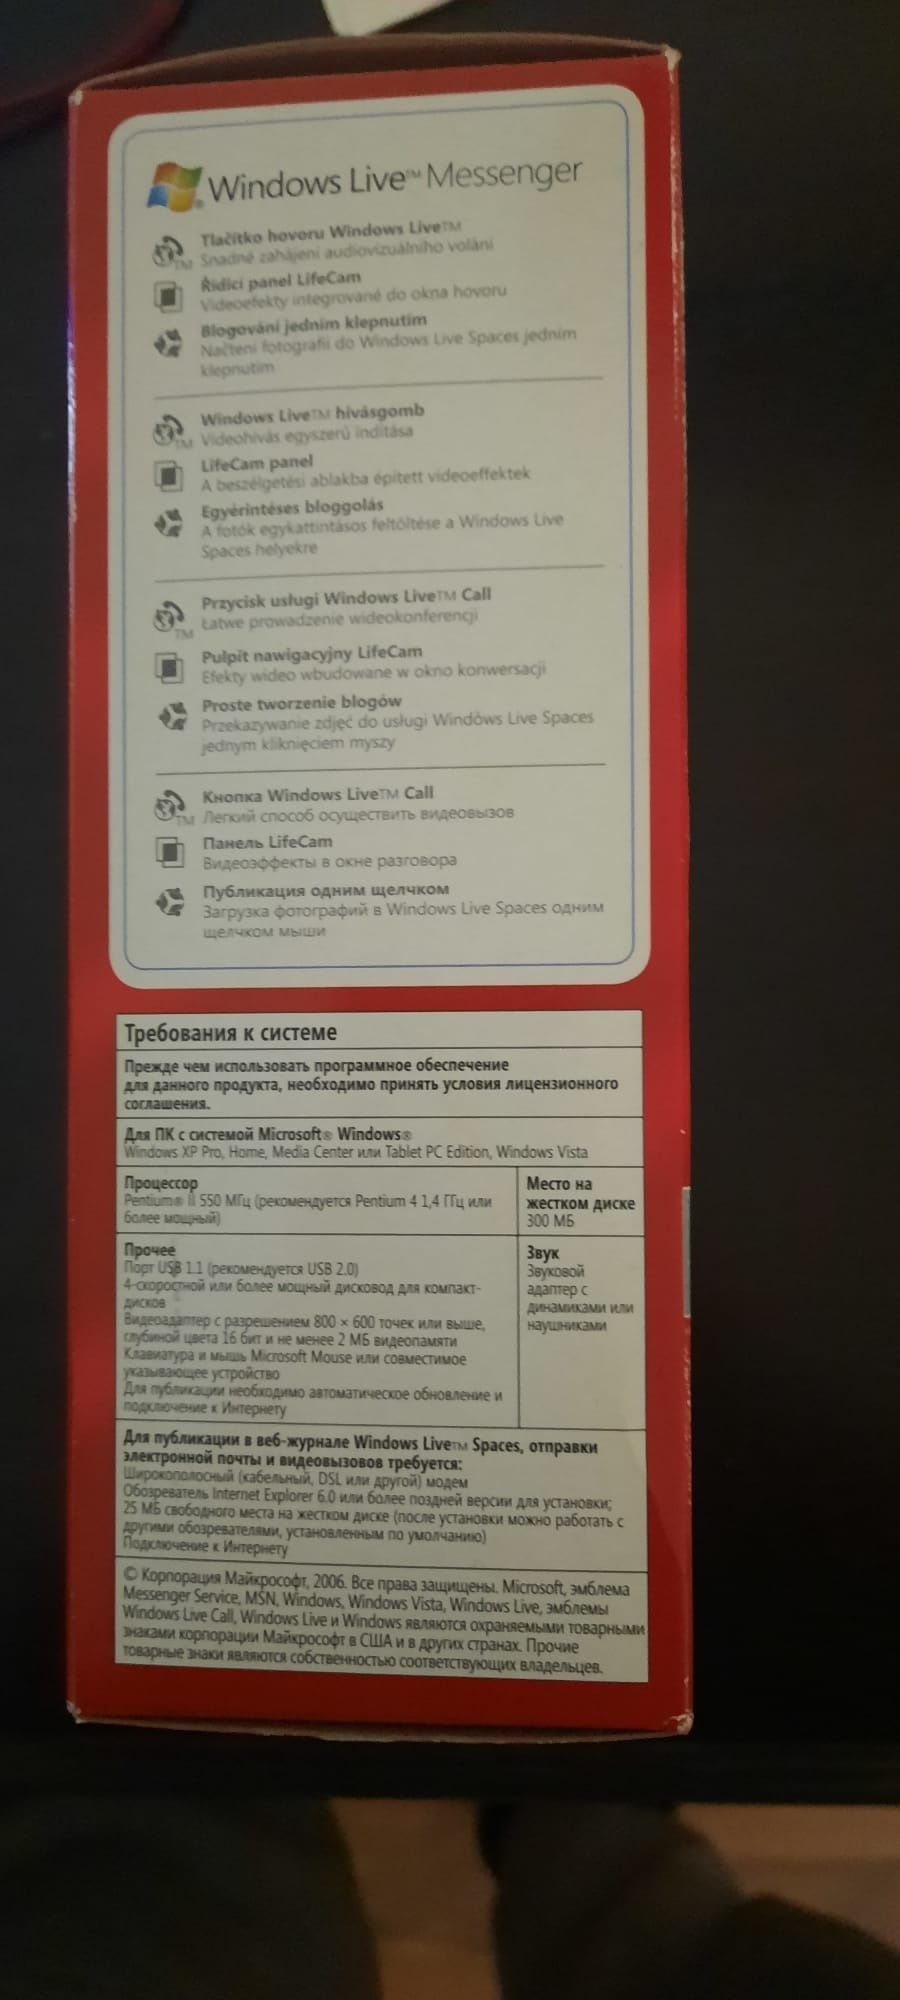 Windows Live™ Messenger
Tlačítko hovoru Windows Live™
Snadné zahájení audiovizuálního volání
Řídicí panel LifeCam
Videoefekty integrované do okna hovoru
Blogování jedním klepnutím
Načtení fotografií do Windows Live Spaces jedním
klepnutím
Windows Live™ hívásgomb
Videohívás egyszerű indítása
LifeCam panel
A beszélgetési ablakba épített videoeffektek
Egyérintéses bloggolás
A fotók egykattintásos feltöltése a Windows Live
Spaces helyekre
Przycisk usługi Windows Live™ Call
Łatwe prowadzenie wideokonferencji
Pulpit nawigacyjny LifeCam
Efekty wideo wbudowane w okno konwersacji
Proste tworzenie blogów
Przekazywanie zdjęć do usługi Windows Live Spaces
jednym kliknięciem myszy
Кнопка Windows Live™ Call
Легкий способ осуществить видеовызов
Панель LifeCam
Видеоэффекты в окне разговора
Публикация одним щелчком
Загрузка фотографий в Windows Live Spaces одним
щелчком мыши
Требования к системе
Прежде чем использовать программное обеспечение
для данного продукта, необходимо принять условия лицензионного
соглашения.
Для ПК с системой Microsoft® Windows®
Windows XP Pro, Home, Media Center или Tablet PC Edition, Windows Vista
Процессор
Pentium® II 550 МГц (рекомендуется Pentium 4 1,4 ГГц или
более мощный)
Место на
жестком диске
300 МБ
Прочее
Порт USB 1.1 (рекомендуется USB 2.0)
4-скоростной или более мощный дисковод для компакт-
дисков
Видеоадаптер с разрешением 800 × 600 точек или выше,
глубиной цвета 16 бит и не менее 2 МБ видеопамяти
Клавиатура и мышь Microsoft Mouse или совместимое
указывающее устройство
Для публикации необходимо автоматическое обновление и
подключение к Интернету
Звук
Звуковой
адаптер с
динамиками или
наушниками
Для публикации в веб-журнале Windows Live™ Spaces, отправки
электронной почты и видеовызовов требуется:
Широкополосный (кабельный, DSL или другой) модем
Обозреватель Internet Explorer 6.0 или более поздней версии для установки;
25 МБ свободного места на жестком диске (после установки можно работать с
другими обозревателями, установленным по умолчанию)
Подключение к Интернету
© Корпорация Майкрософт, 2006. Все права защищены. Microsoft, эмблема
Messenger Service, MSN, Windows, Windows Vista, Windows Live, эмблемы
Windows Live Call, Windows Live и Windows являются охраняемыми товарными
знаками корпорации Майкрософт в США и в других странах. Прочие
товарные знаки являются собственностью соответствующих владельцев.